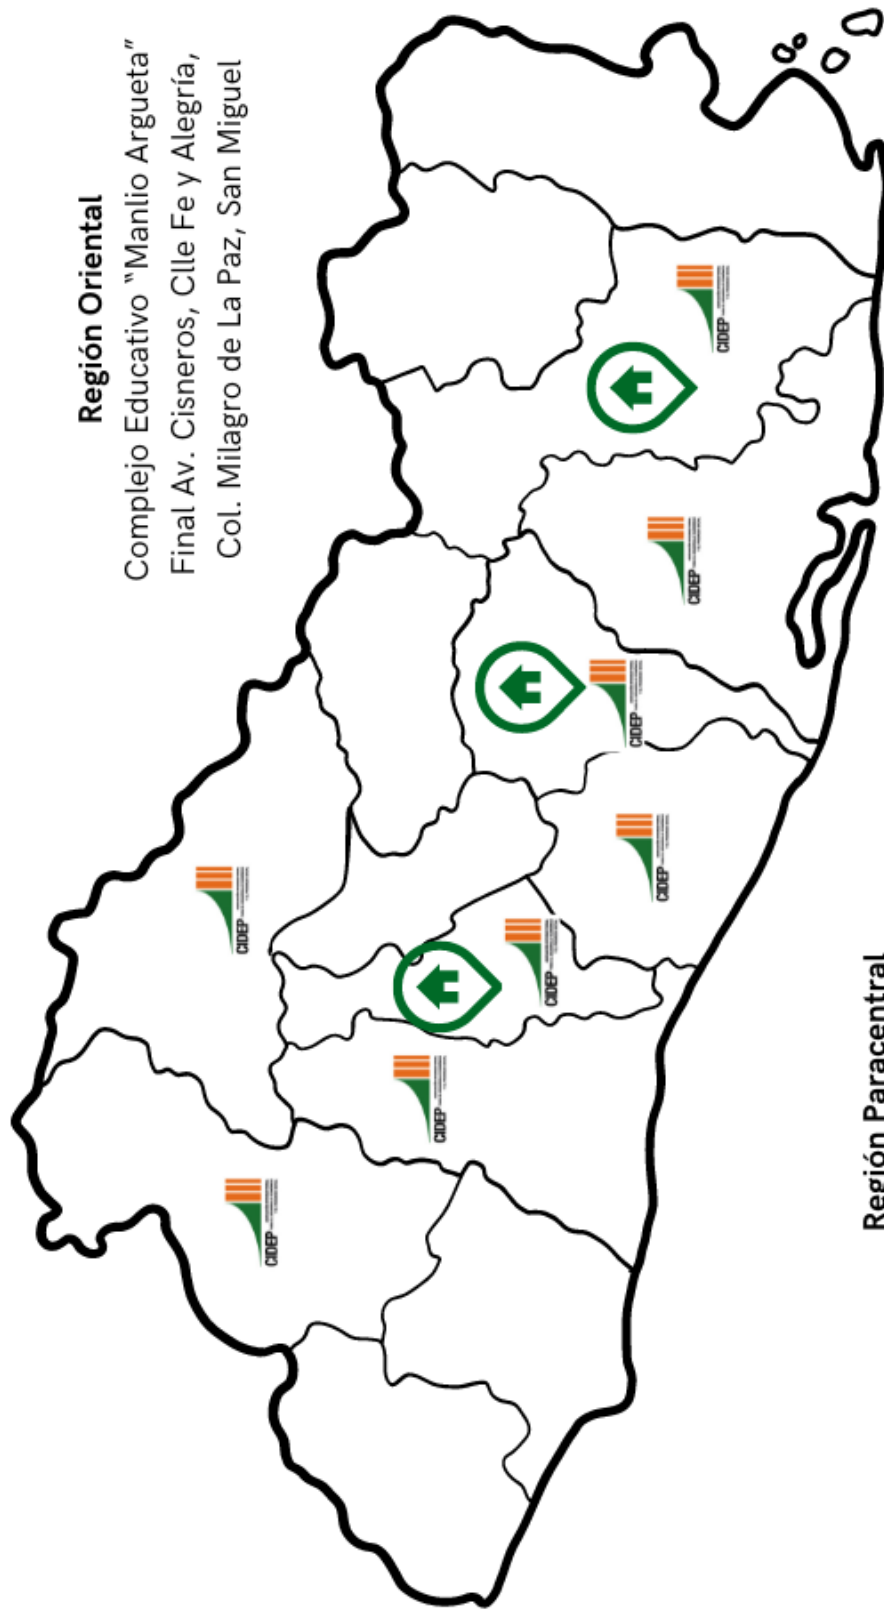 Región Oriental
Complejo Educativo “Manlio Argueta”
Final Av. Cisneros, Clle Fe y Alegría,
Col. Milagro de La Paz, San Miguel
CIDEP
CIDEP
CIDEP
CIDEP
CIDEP
CIDEP
CIDEP
CIDEP
Región Paracentral